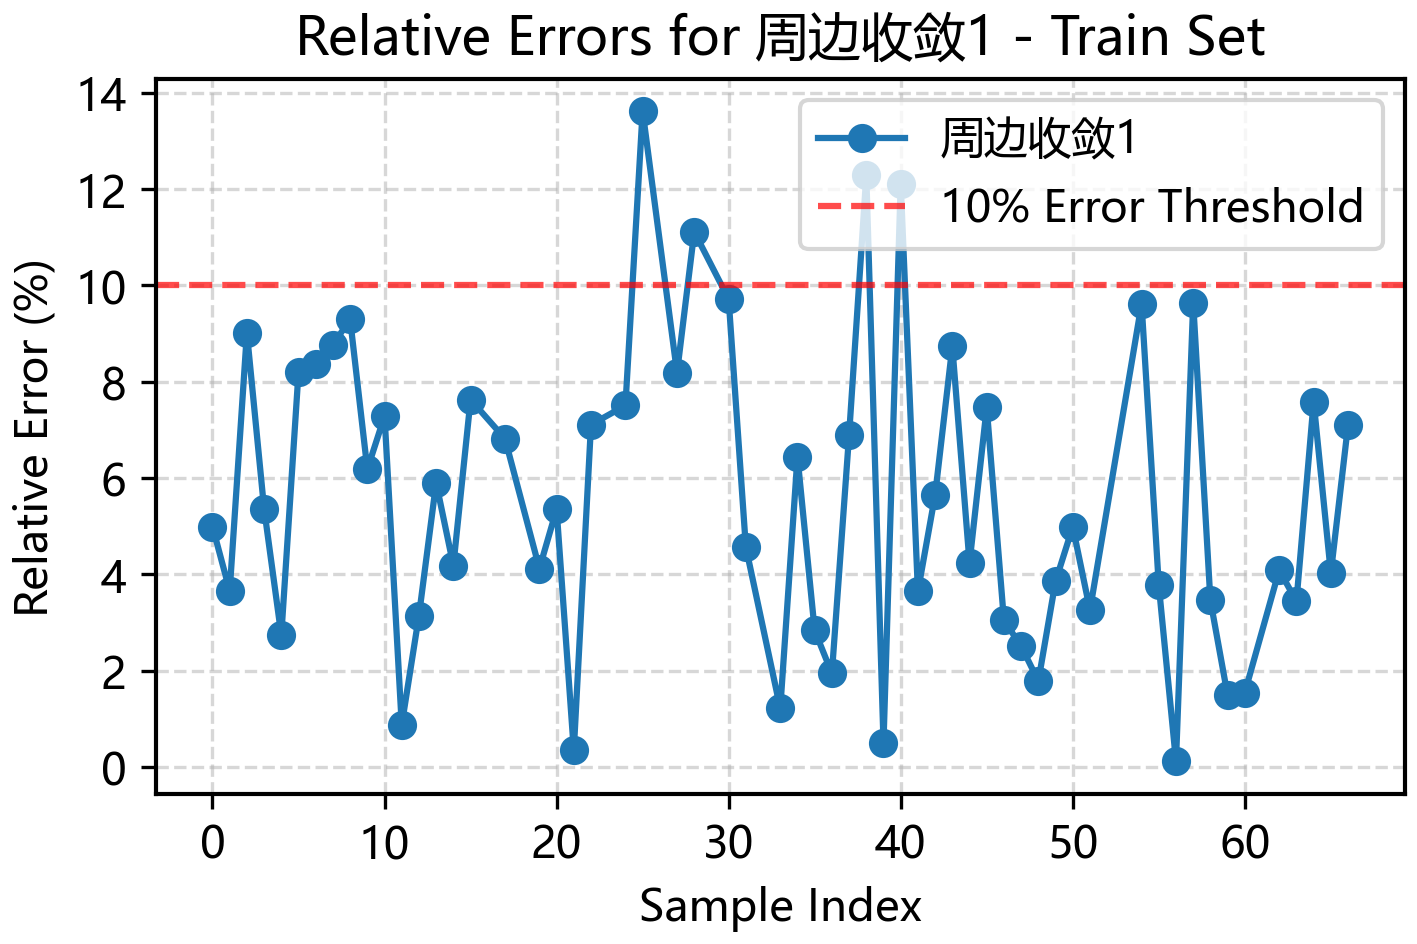 Relative Errors for 周边收敛1 - Train Set
周边收敛1
10% Error Threshold
Relative Error (%)
14
12
10
8
6
4
2
0
0 10 20 30 40 50 60
Sample Index